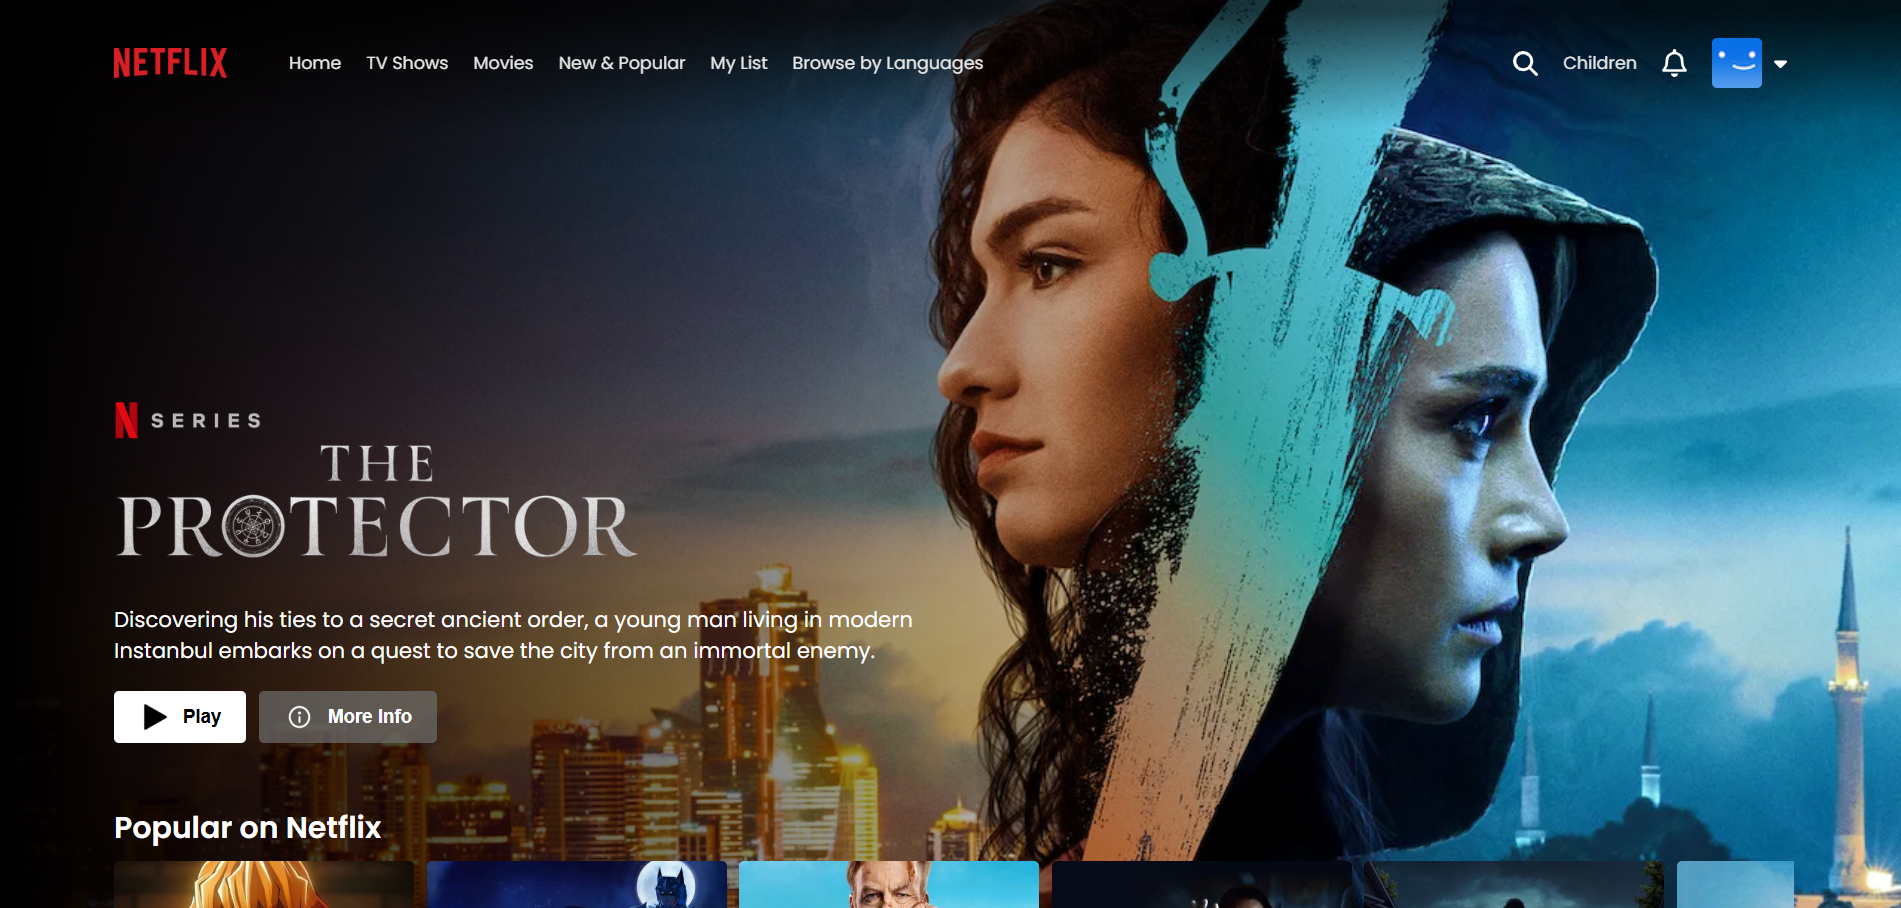 NETFLIX Home TV Shows Movies New & Popular My List Browse by Languages Children
N SERIES
THE
PROTECTOR
Discovering his ties to a secret ancient order, a young man living in modern
Instanbul embarks on a quest to save the city from an immortal enemy.
Play More Info
Popular on Netflix